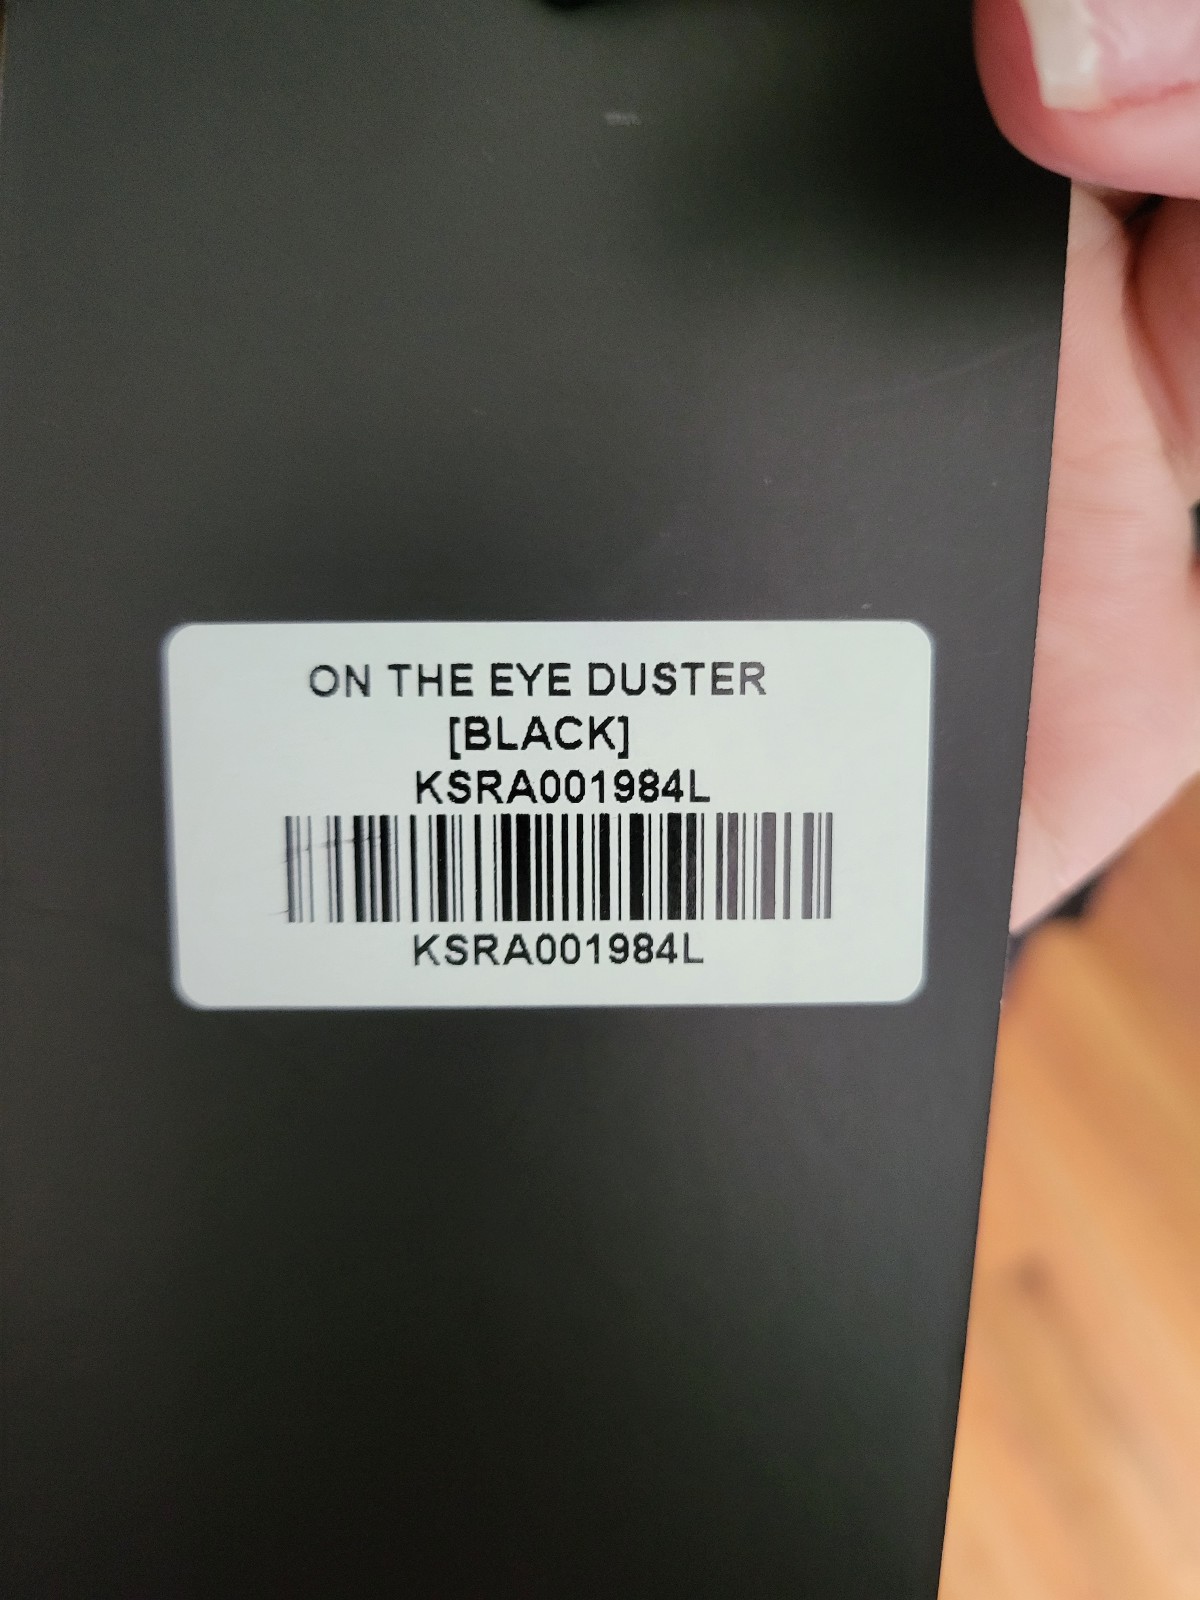 ON THE EYE DUSTER
[BLACK]
KSRA001984L
KSRA001984L